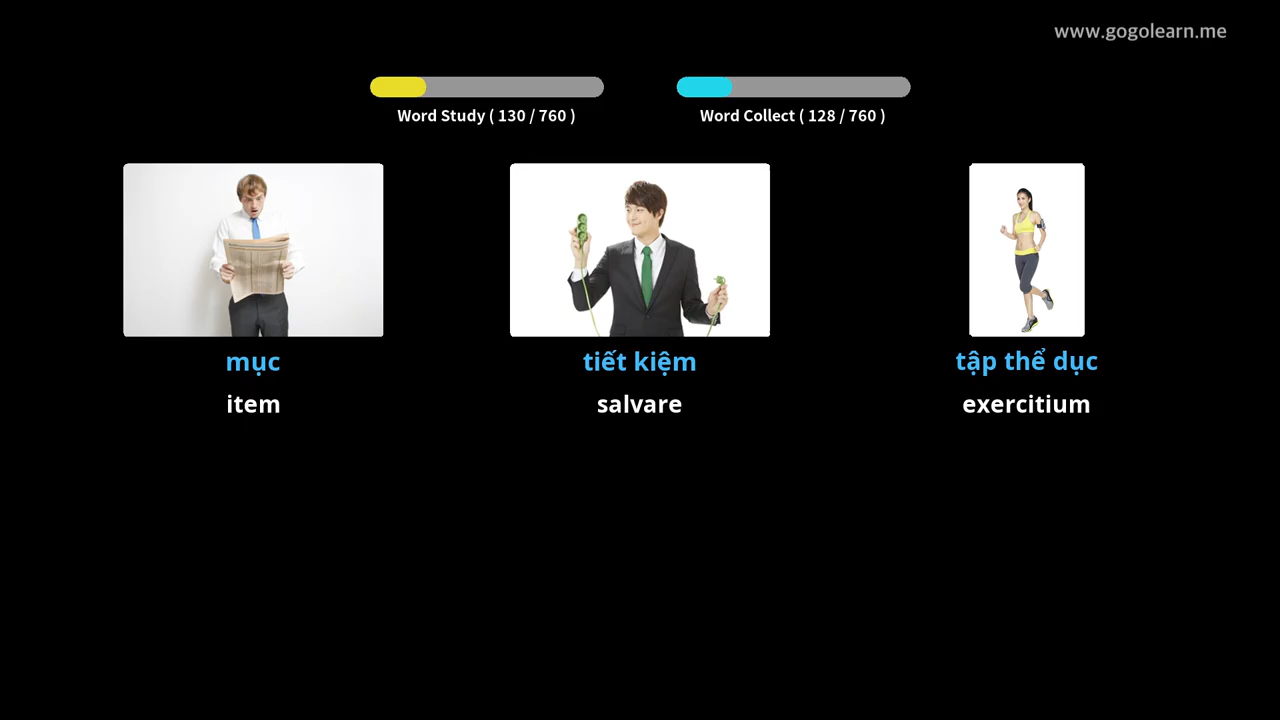 www.gogolearn.me
Word Study ( 130 / 760 )
Word Collect ( 128 / 760 )
mục
tiết kiệm
tập thể dục
item
salvare
exercitium